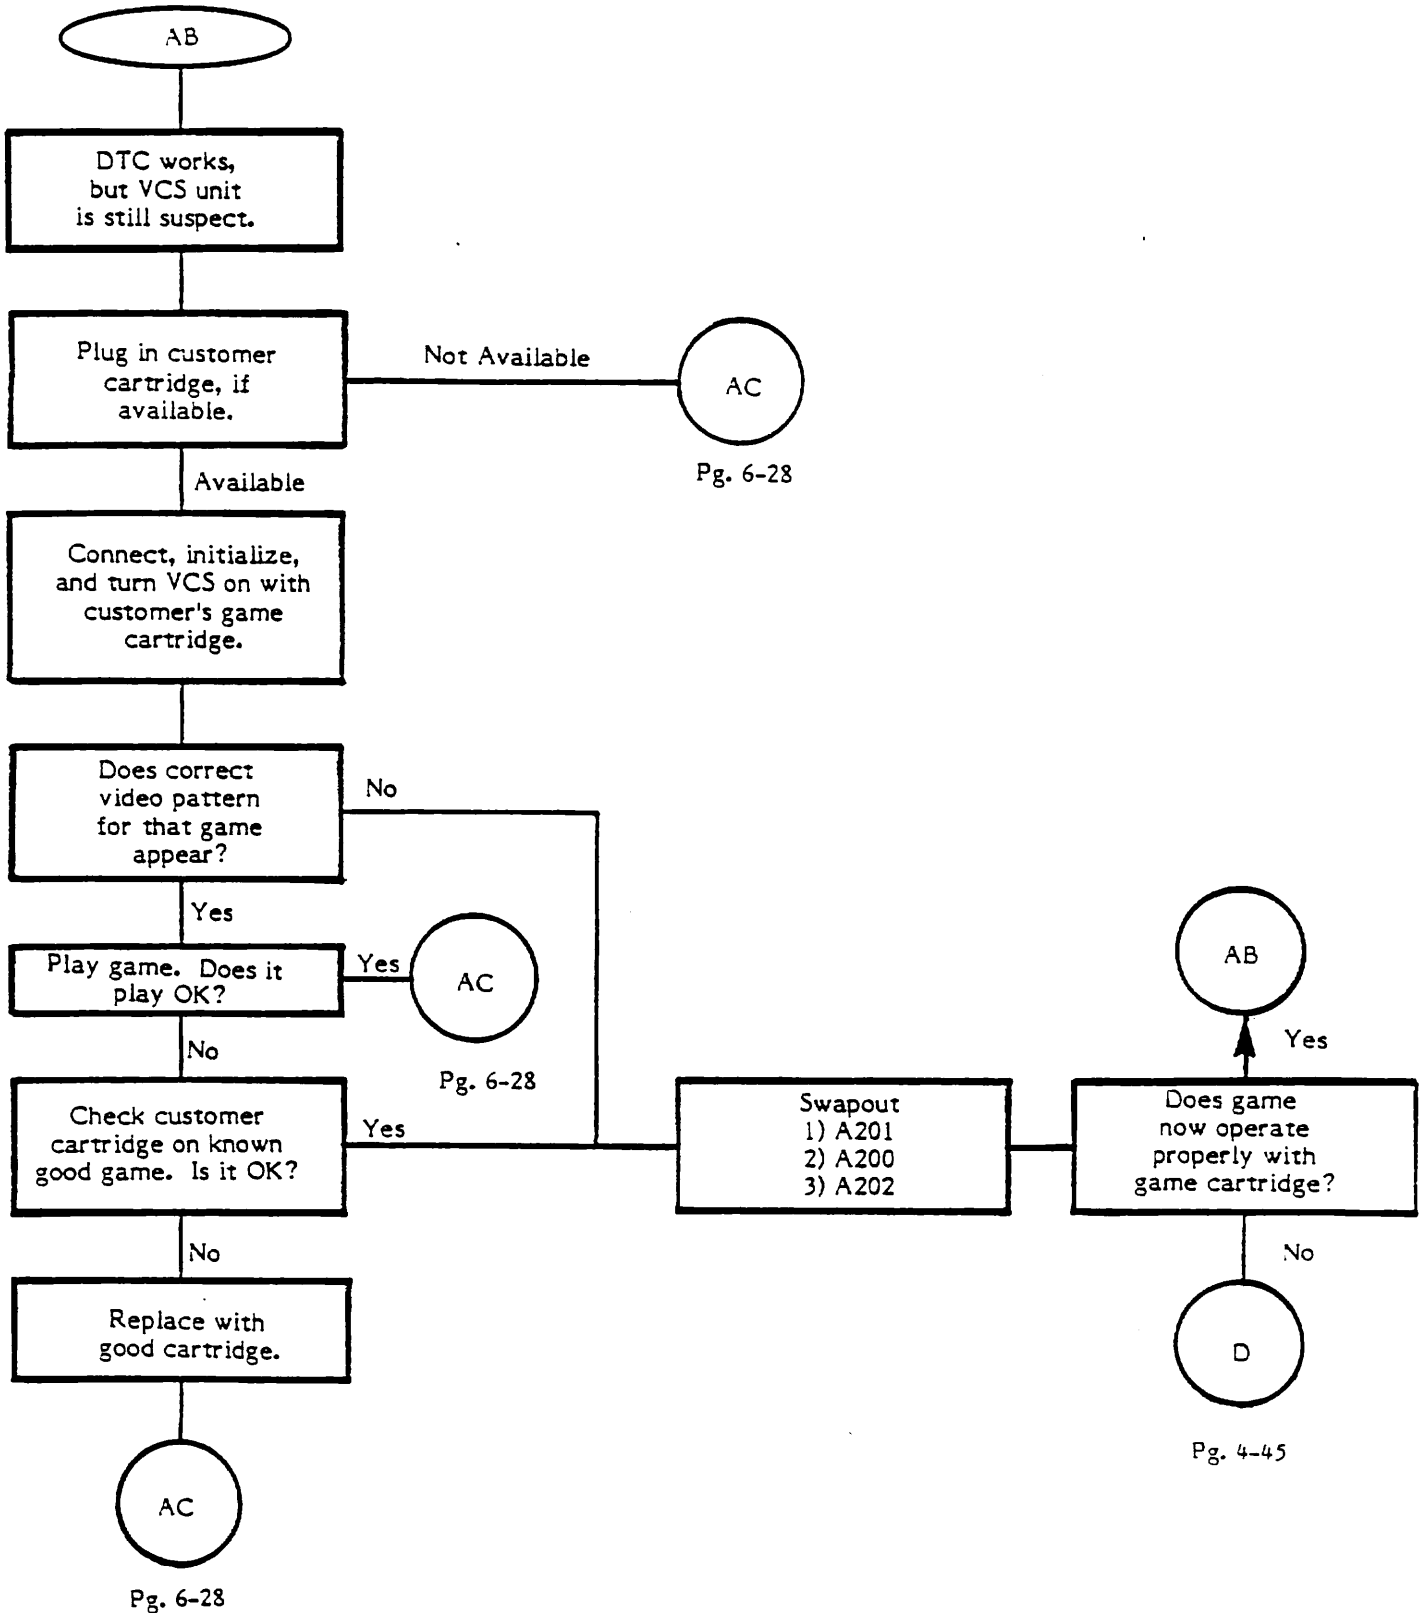 AB
DTC works,
but VCS unit
is still suspect.
Plug in customer
cartridge, if
available.
Not Available
AC
Pg. 6-28
Available
Connect, initialize,
and turn VCS on with
customer's game
cartridge.
Does correct
video pattern
for that game
appear?
No
Yes
Play game. Does it
play OK?
Yes
AC
Pg. 6-28
No
Check customer
cartridge on known
good game. Is it OK?
Yes
Swapout
1) A201
2) A200
3) A202
Does game
now operate
properly with
game cartridge?
Yes
AB
No
D
Pg. 4-45
No
Replace with
good cartridge.
AC
Pg. 6-28